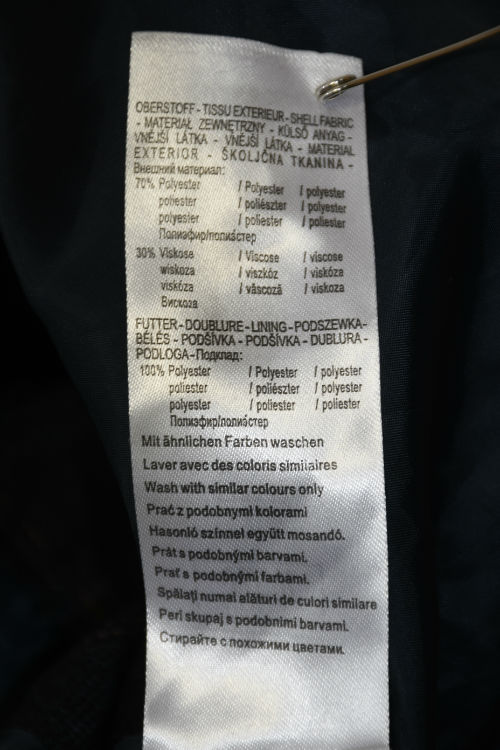 OBERSTOFF - TISSU EXTERIEUR - SHELL FABRIC
- MATERIAŁ ZEWNĘTRZNY - KÜLSŐ ANYAG -
VNĚJŠÍ LÁTKA - VNĚJŠÍ LÁTKA - MATERIAL
EXTERIOR - ŠKOLJČNA TKANINA -
Внешний материал:
70% Polyester / Polyester / polyester
poliester / poliészter / polyester
polyester / poliester / poliester
Полиэфир/полиэстер
30% Viskose / Viscose / viscose
wiskoza / viszkóz / viskóza
viskóza / vâscoză / viskoza
Вискоза
FUTTER - DOUBLURE - LINING - PODSZEWKA -
BÉLÉS - PODŠÍVKA - PODŠÍVKA - DUBLURA -
PODLOGA - Подклад:
100% Polyester / Polyester / polyester
poliester / poliészter / polyester
polyester / poliester / poliester
Полиэфир/полиэстер
Mit ähnlichen Farben waschen
Laver avec des coloris similaires
Wash with similar colours only
Prać z podobnymi kolorami
Hasonló színnel együtt mosandó.
Prát s podobnými barvami.
Prať s podobnými farbami.
Spălați numai alături de culori similare
Peri skupaj s podobnimi barvami.
Стирайте с похожими цветами.